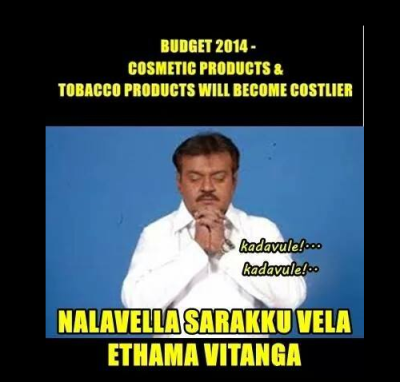 BUDGET 2014 -
COSMETIC PRODUCTS &
TOBACCO PRODUCTS WILL BECOME COSTLIER
kadavule!...
kadavule!..
NALAVELLA SARAKKU VELA
ETHAMA VITANGA